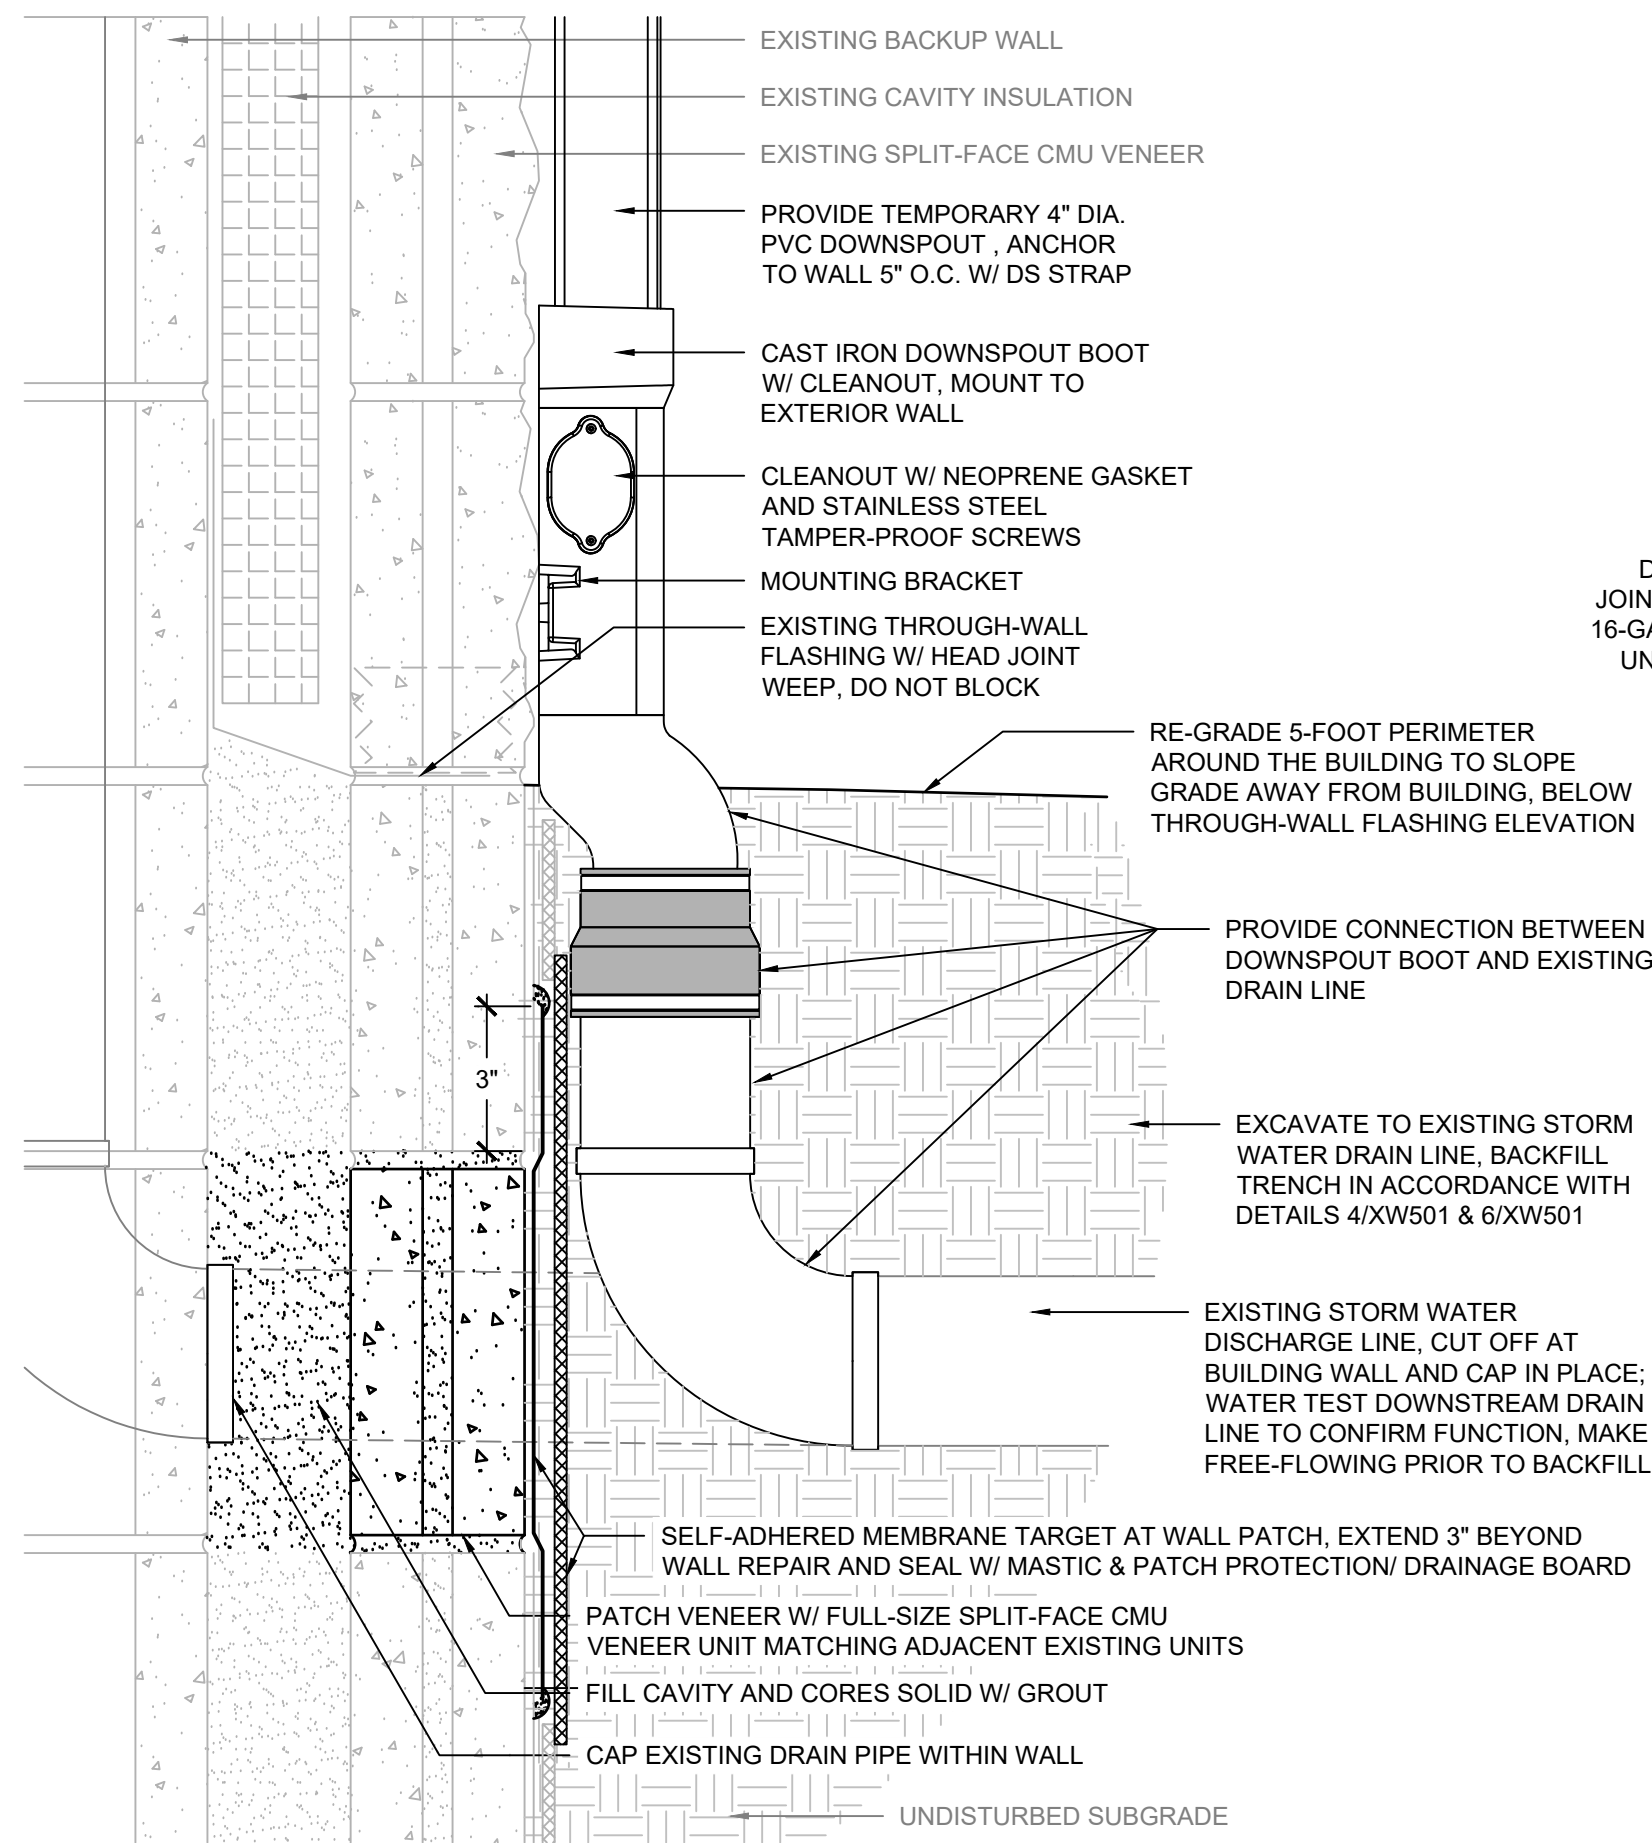 EXISTING BACKUP WALL
EXISTING CAVITY INSULATION
EXISTING SPLIT-FACE CMU VENEER
PROVIDE TEMPORARY 4" DIA.
PVC DOWNSPOUT , ANCHOR
TO WALL 5" O.C. W/ DS STRAP
CAST IRON DOWNSPOUT BOOT
W/ CLEANOUT, MOUNT TO
EXTERIOR WALL
CLEANOUT W/ NEOPRENE GASKET
AND STAINLESS STEEL
TAMPER-PROOF SCREWS
MOUNTING BRACKET
EXISTING THROUGH-WALL
FLASHING W/ HEAD JOINT
WEEP, DO NOT BLOCK
D
JOIN
16-GA
UN
RE-GRADE 5-FOOT PERIMETER
AROUND THE BUILDING TO SLOPE
GRADE AWAY FROM BUILDING, BELOW
THROUGH-WALL FLASHING ELEVATION
PROVIDE CONNECTION BETWEEN
DOWNSPOUT BOOT AND EXISTING
DRAIN LINE
3"
EXCAVATE TO EXISTING STORM
WATER DRAIN LINE, BACKFILL
TRENCH IN ACCORDANCE WITH
DETAILS 4/XW501 & 6/XW501
EXISTING STORM WATER
DISCHARGE LINE, CUT OFF AT
BUILDING WALL AND CAP IN PLACE;
WATER TEST DOWNSTREAM DRAIN
LINE TO CONFIRM FUNCTION, MAKE
FREE-FLOWING PRIOR TO BACKFILL
SELF-ADHERED MEMBRANE TARGET AT WALL PATCH, EXTEND 3" BEYOND
WALL REPAIR AND SEAL W/ MASTIC & PATCH PROTECTION/ DRAINAGE BOARD
PATCH VENEER W/ FULL-SIZE SPLIT-FACE CMU
VENEER UNIT MATCHING ADJACENT EXISTING UNITS
FILL CAVITY AND CORES SOLID W/ GROUT
CAP EXISTING DRAIN PIPE WITHIN WALL
UNDISTURBED SUBGRADE